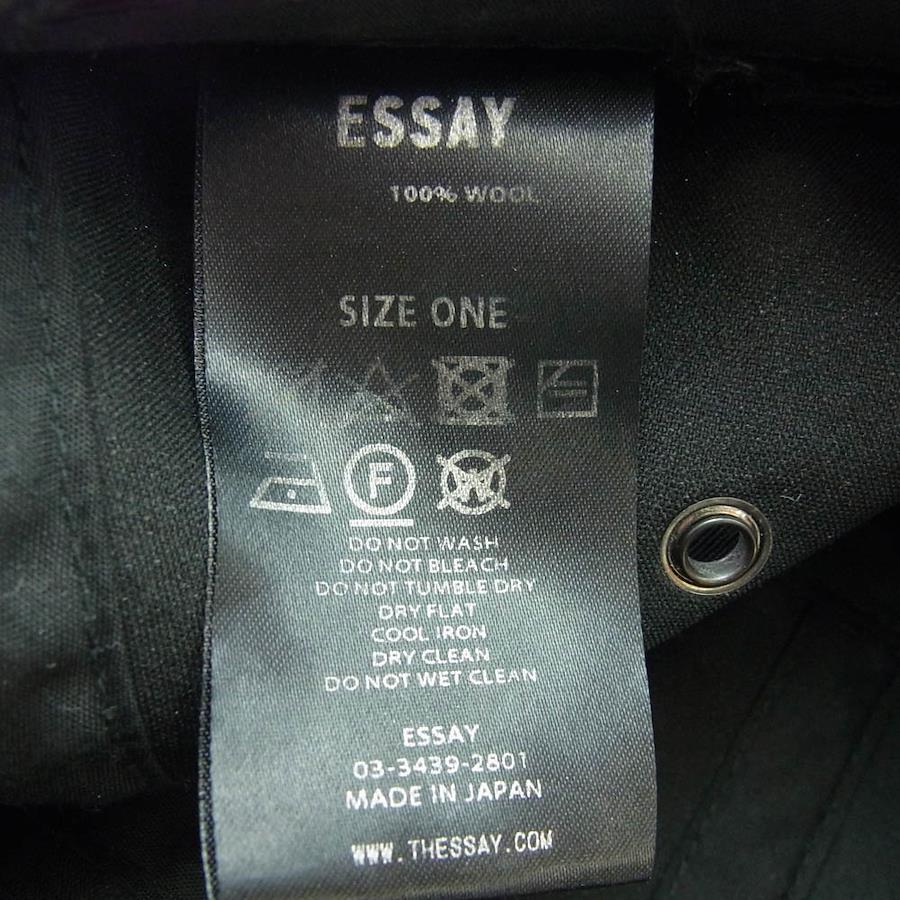 ESSAY
100% WOOL
SIZE ONE
F
W
DO NOT WASH
DO NOT BLEACH
DO NOT TUMBLE DRY
DRY FLAT
COOL IRON
DRY CLEAN
DO NOT WET CLEAN
ESSAY
03-3439-2801
MADE IN JAPAN
WWW.THESSAY.COM